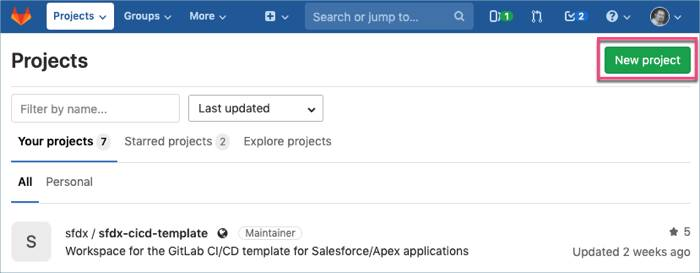 Projects Groups More Search or jump to... 1 2
Projects New project
Filter by name... Last updated
Your projects 7 Starred projects 2 Explore projects
All Personal
S sfdx / sfdx-cicd-template Maintainer 5
Workspace for the GitLab CI/CD template for Salesforce/Apex applications Updated 2 weeks ago